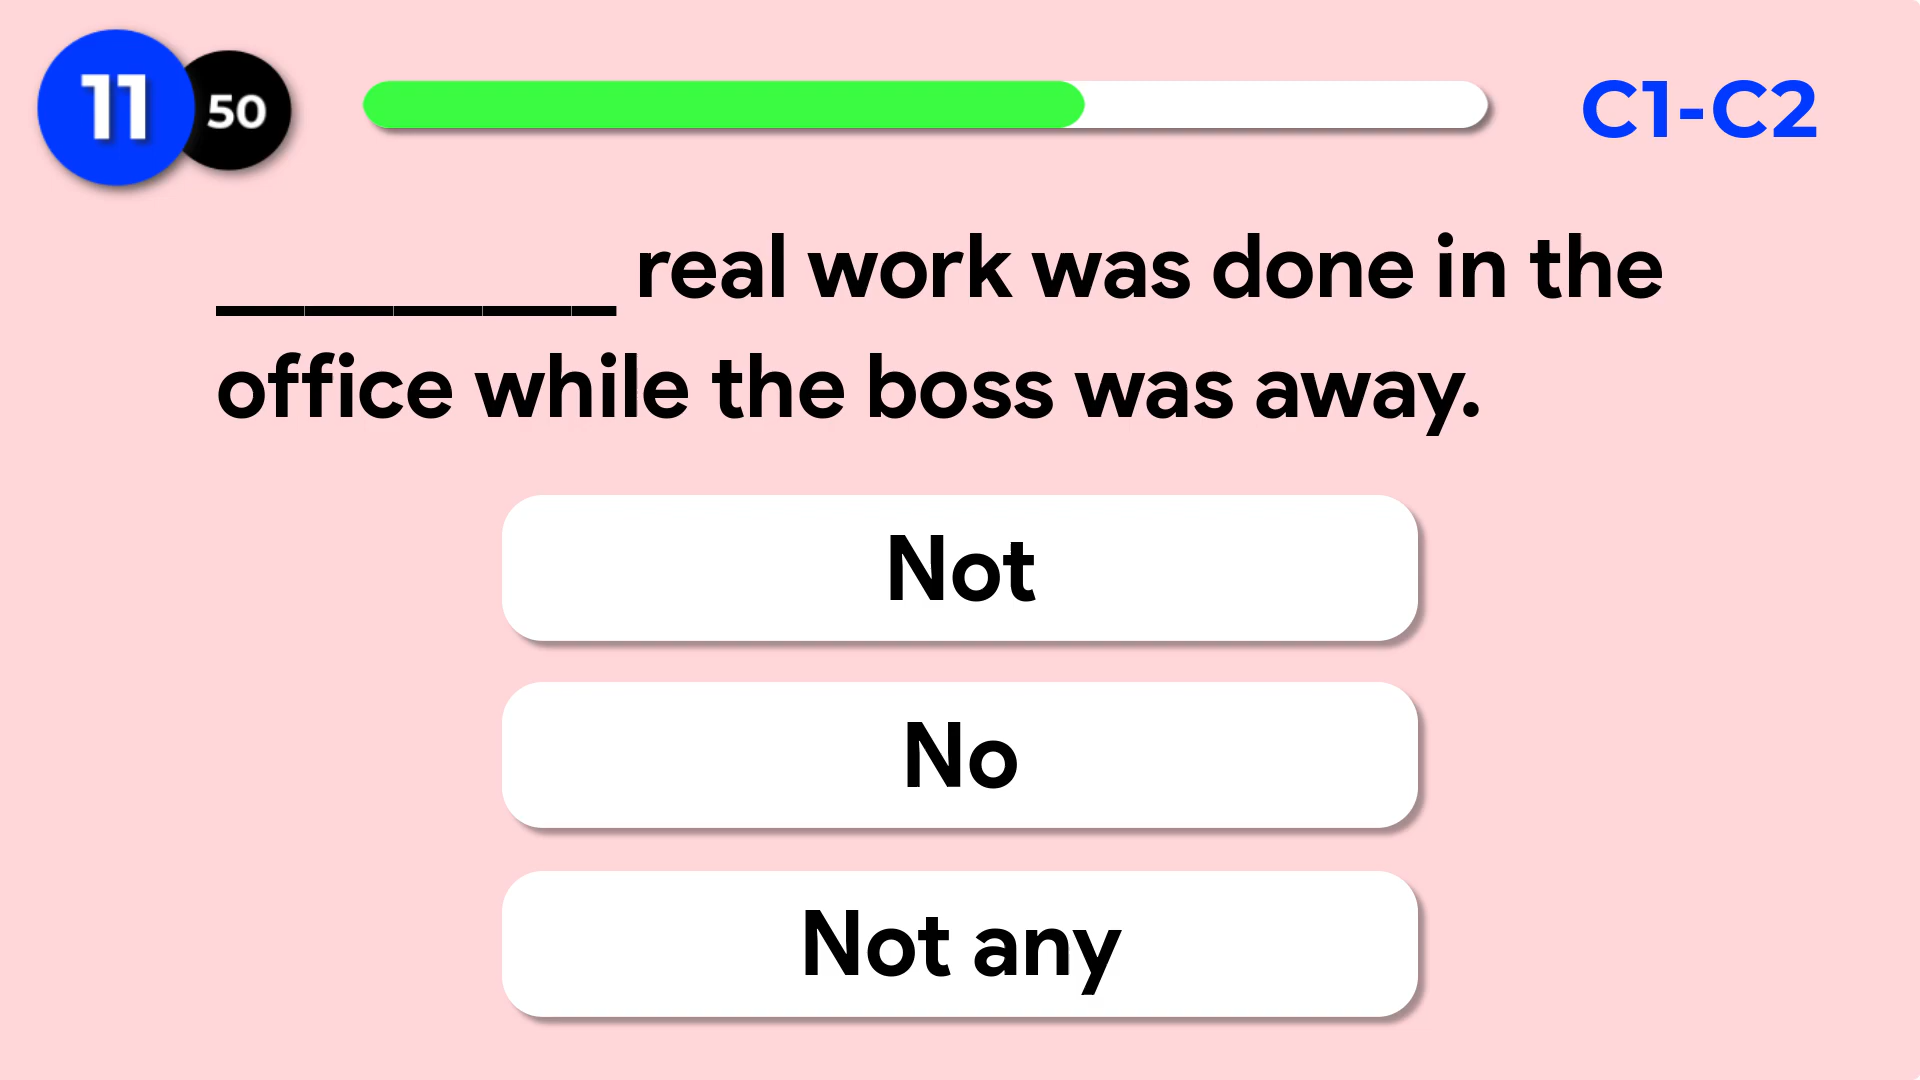 11 50 C1-C2
_________ real work was done in the
office while the boss was away.
Not
No
Not any